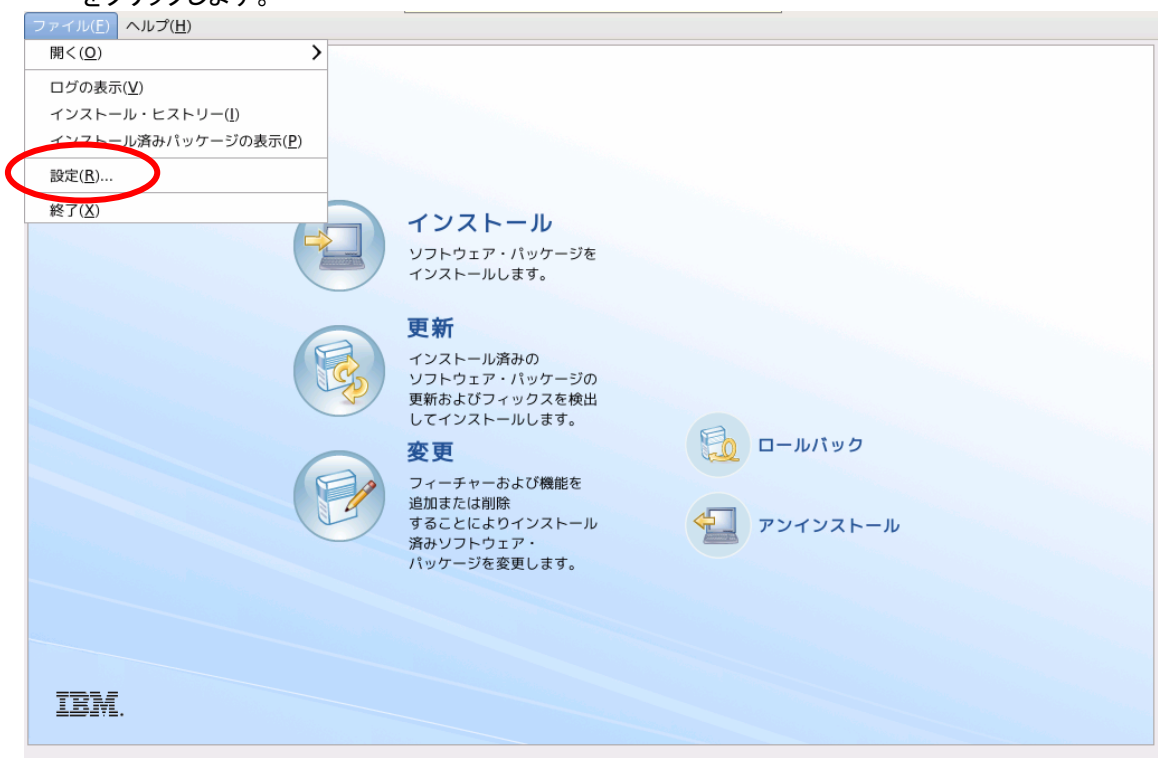 をクリックします。
ファイル(F) ヘルプ(H)
開く(O)
ログの表示(V)
インストール・ヒストリー(I)
インストール済みパッケージの表示(P)
設定(R)...
終了(X)
インストール
ソフトウェア・パッケージを
インストールします。
更新
インストール済みの
ソフトウェア・パッケージの
更新およびフィックスを検出
してインストールします。
変更
フィーチャーおよび機能を
追加または削除
することによりインストール
済みソフトウェア・
パッケージを変更します。
ロールバック
アンインストール
IBM.